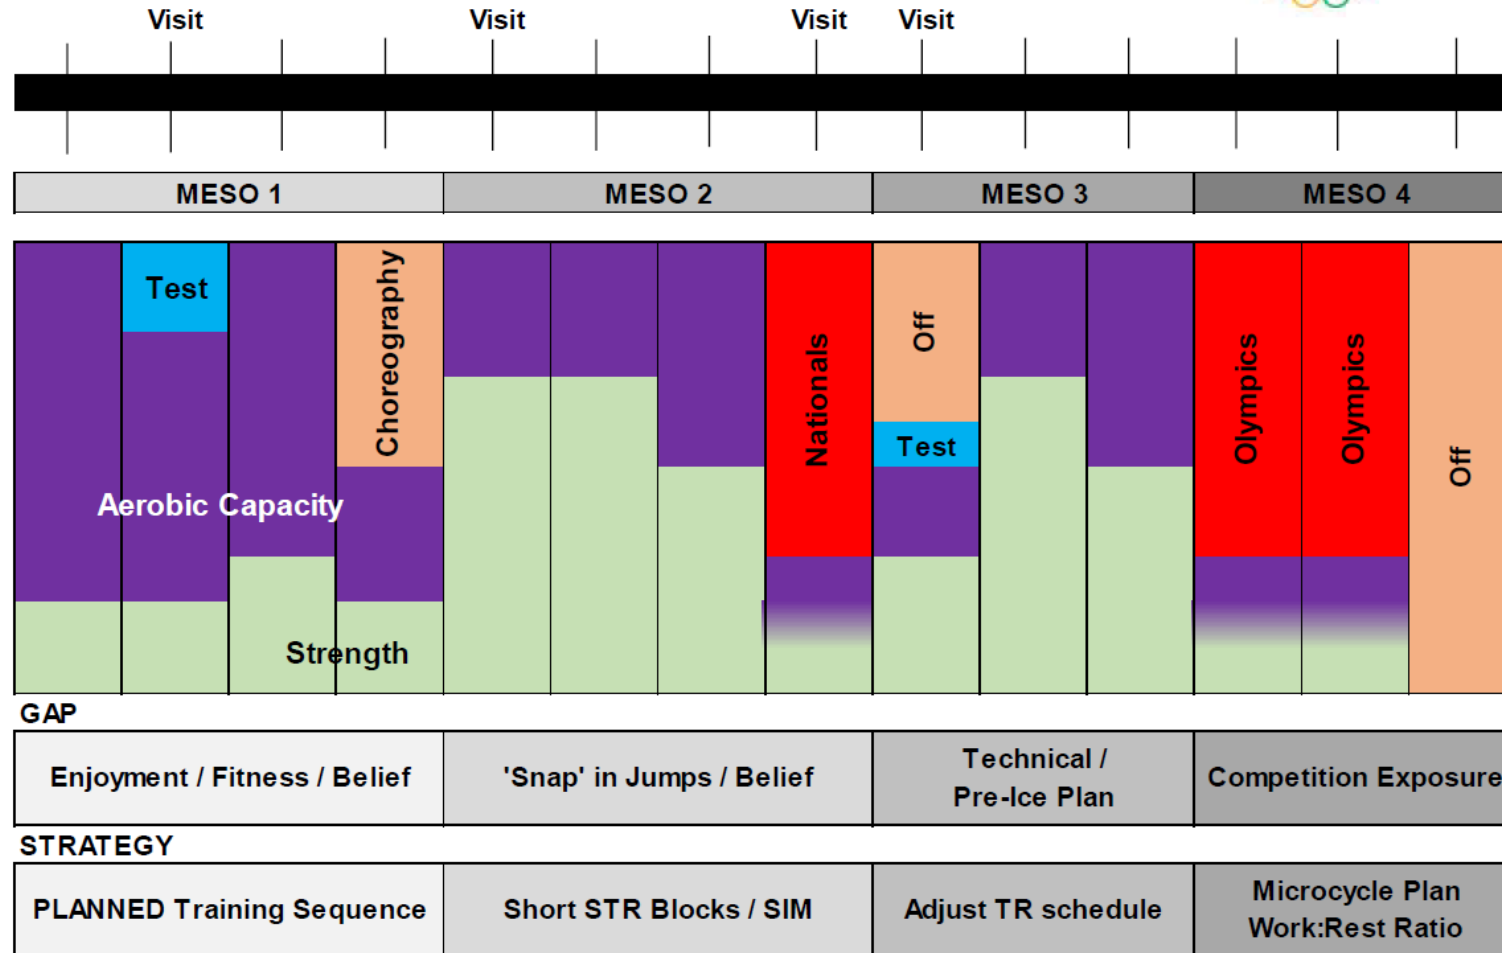 Visit Visit Visit Visit
MESO 1 MESO 2 MESO 3 MESO 4
Test
Choreography
Nationals
Off
Test
Olympics
Olympics
Off
Aerobic Capacity
Strength
GAP
Enjoyment / Fitness / Belief
'Snap' in Jumps / Belief
Technical /
Pre-Ice Plan
Competition Exposure
STRATEGY
PLANNED Training Sequence
Short STR Blocks / SIM
Adjust TR schedule
Microcycle Plan
Work:Rest Ratio